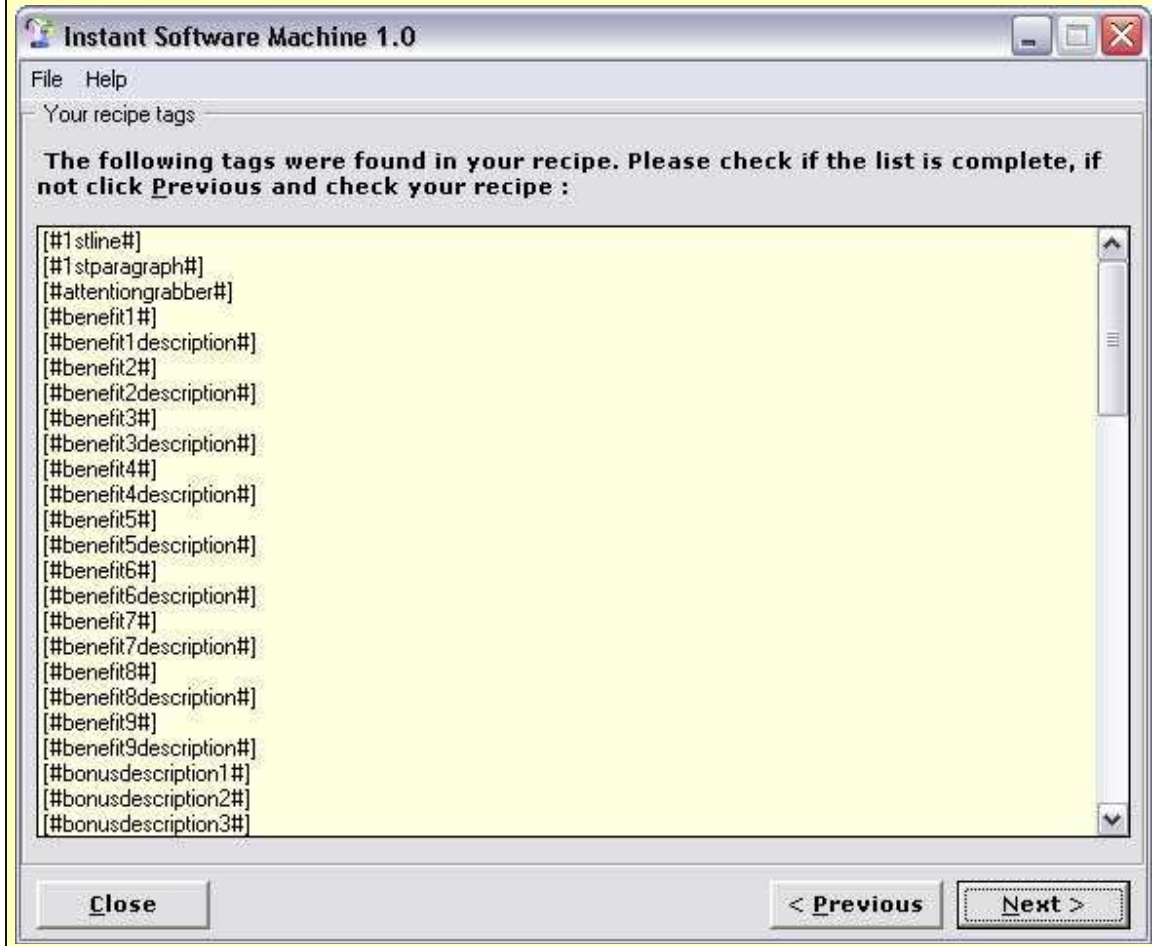 Instant Software Machine 1.0
File Help
Your recipe tags
The following tags were found in your recipe. Please check if the list is complete, if
not click Previous and check your recipe :
[#1stline#]
[#1stparagraph#]
[#attentiongrabber#]
[#benefit1#]
[#benefit1description#]
[#benefit2#]
[#benefit2description#]
[#benefit3#]
[#benefit3description#]
[#benefit4#]
[#benefit4description#]
[#benefit5#]
[#benefit5description#]
[#benefit6#]
[#benefit6description#]
[#benefit7#]
[#benefit7description#]
[#benefit8#]
[#benefit8description#]
[#benefit9#]
[#benefit9description#]
[#bonusdescription1#]
[#bonusdescription2#]
[#bonusdescription3#]
Close < Previous Next >